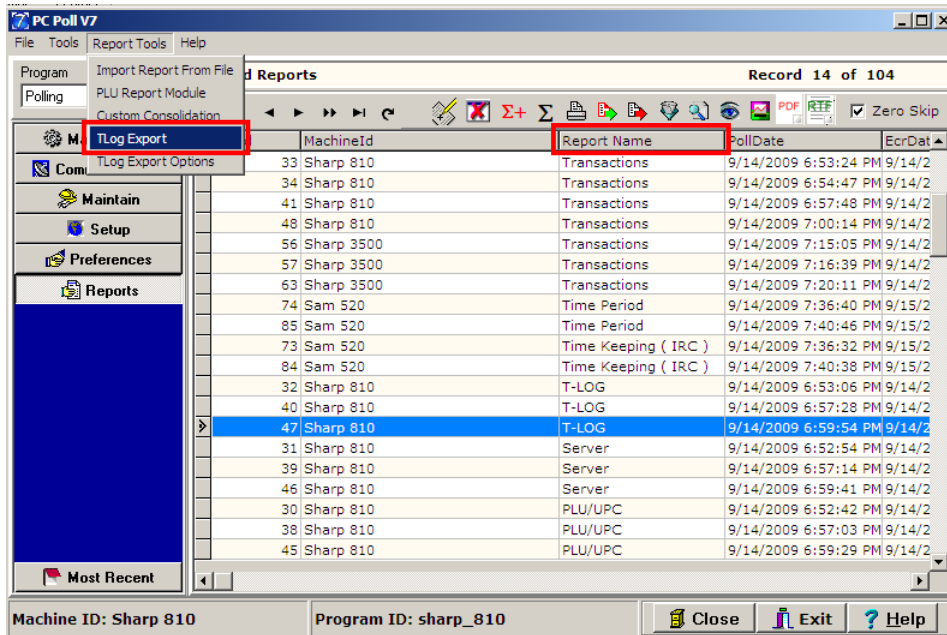 PC Poll V7
File Tools Report Tools Help
Program
Polling
Import Report From File
PLU Report Module
Custom Consolidation
TLog Export
TLog Export Options
d Reports
Record 14 of 104
Σ+ Σ PDF RTF Zero Skip
MachineId Report Name PollDate EcrDat
33 Sharp 810 Transactions 9/14/2009 6:53:24 PM 9/14/2
34 Sharp 810 Transactions 9/14/2009 6:54:47 PM 9/14/2
41 Sharp 810 Transactions 9/14/2009 6:57:48 PM 9/14/2
48 Sharp 810 Transactions 9/14/2009 7:00:14 PM 9/14/2
56 Sharp 3500 Transactions 9/14/2009 7:15:05 PM 9/14/2
57 Sharp 3500 Transactions 9/14/2009 7:16:39 PM 9/14/2
63 Sharp 3500 Transactions 9/14/2009 7:20:11 PM 9/14/2
74 Sam 520 Time Period 9/14/2009 7:36:40 PM 9/15/2
85 Sam 520 Time Period 9/14/2009 7:40:46 PM 9/15/2
73 Sam 520 Time Keeping ( IRC ) 9/14/2009 7:36:32 PM 9/15/2
84 Sam 520 Time Keeping ( IRC ) 9/14/2009 7:40:38 PM 9/15/2
32 Sharp 810 T-LOG 9/14/2009 6:53:06 PM 9/14/2
40 Sharp 810 T-LOG 9/14/2009 6:57:28 PM 9/14/2
47 Sharp 810 T-LOG 9/14/2009 6:59:54 PM 9/14/2
31 Sharp 810 Server 9/14/2009 6:52:54 PM 9/14/2
39 Sharp 810 Server 9/14/2009 6:57:14 PM 9/14/2
46 Sharp 810 Server 9/14/2009 6:59:41 PM 9/14/2
30 Sharp 810 PLU/UPC 9/14/2009 6:52:42 PM 9/14/2
38 Sharp 810 PLU/UPC 9/14/2009 6:57:03 PM 9/14/2
45 Sharp 810 PLU/UPC 9/14/2009 6:59:29 PM 9/14/2
M
Com
Maintain
Setup
Preferences
Reports
Most Recent
Machine ID: Sharp 810 Program ID: sharp_810 Close Exit Help